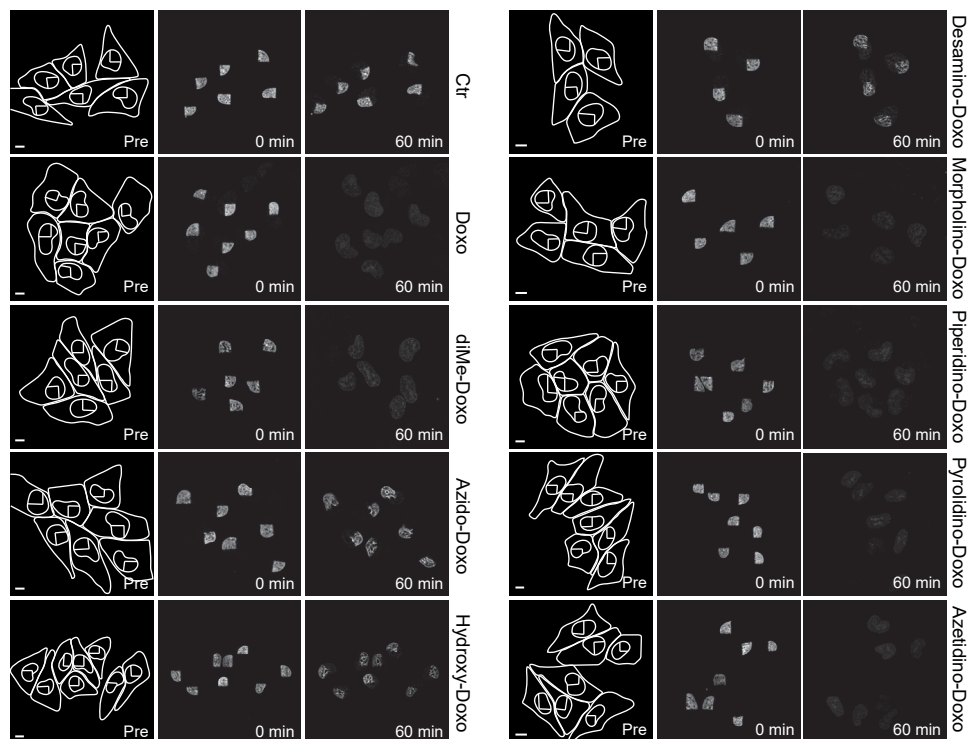 Pre
0 min
60 min
Ctr
Pre
0 min
60 min
Desamino-Doxo
Pre
0 min
60 min
Doxo
Pre
0 min
60 min
Morpholino-Doxo
Pre
0 min
60 min
diMe-Doxo
Pre
0 min
60 min
Piperidino-Doxo
Pre
0 min
60 min
Azido-Doxo
Pre
0 min
60 min
Pyrolidino-Doxo
Pre
0 min
60 min
Hydroxy-Doxo
Pre
0 min
60 min
Azetidino-Doxo